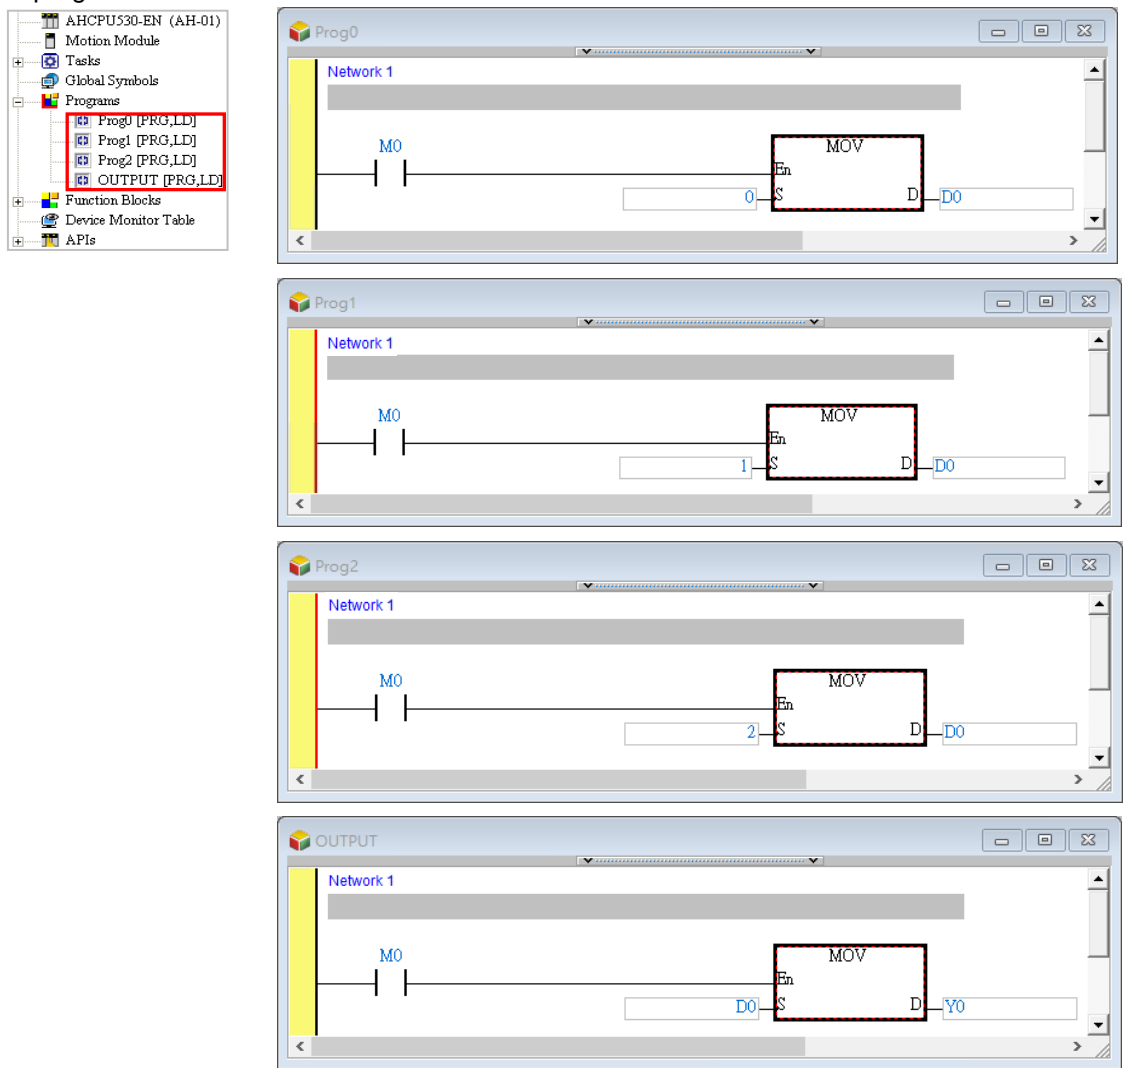 AHCPU530-EN (AH-01)
Motion Module
Tasks
Global Symbols
Programs
Prog0 [PRG,LD]
Prog1 [PRG,LD]
Prog2 [PRG,LD]
OUTPUT [PRG,LD]
Function Blocks
Device Monitor Table
APIs
Prog0
Network 1
M0
MOV
En
0 S D D0
Prog1
Network 1
M0
MOV
En
1 S D D0
Prog2
Network 1
M0
MOV
En
2 S D D0
OUTPUT
Network 1
M0
MOV
En
D0 S D Y0